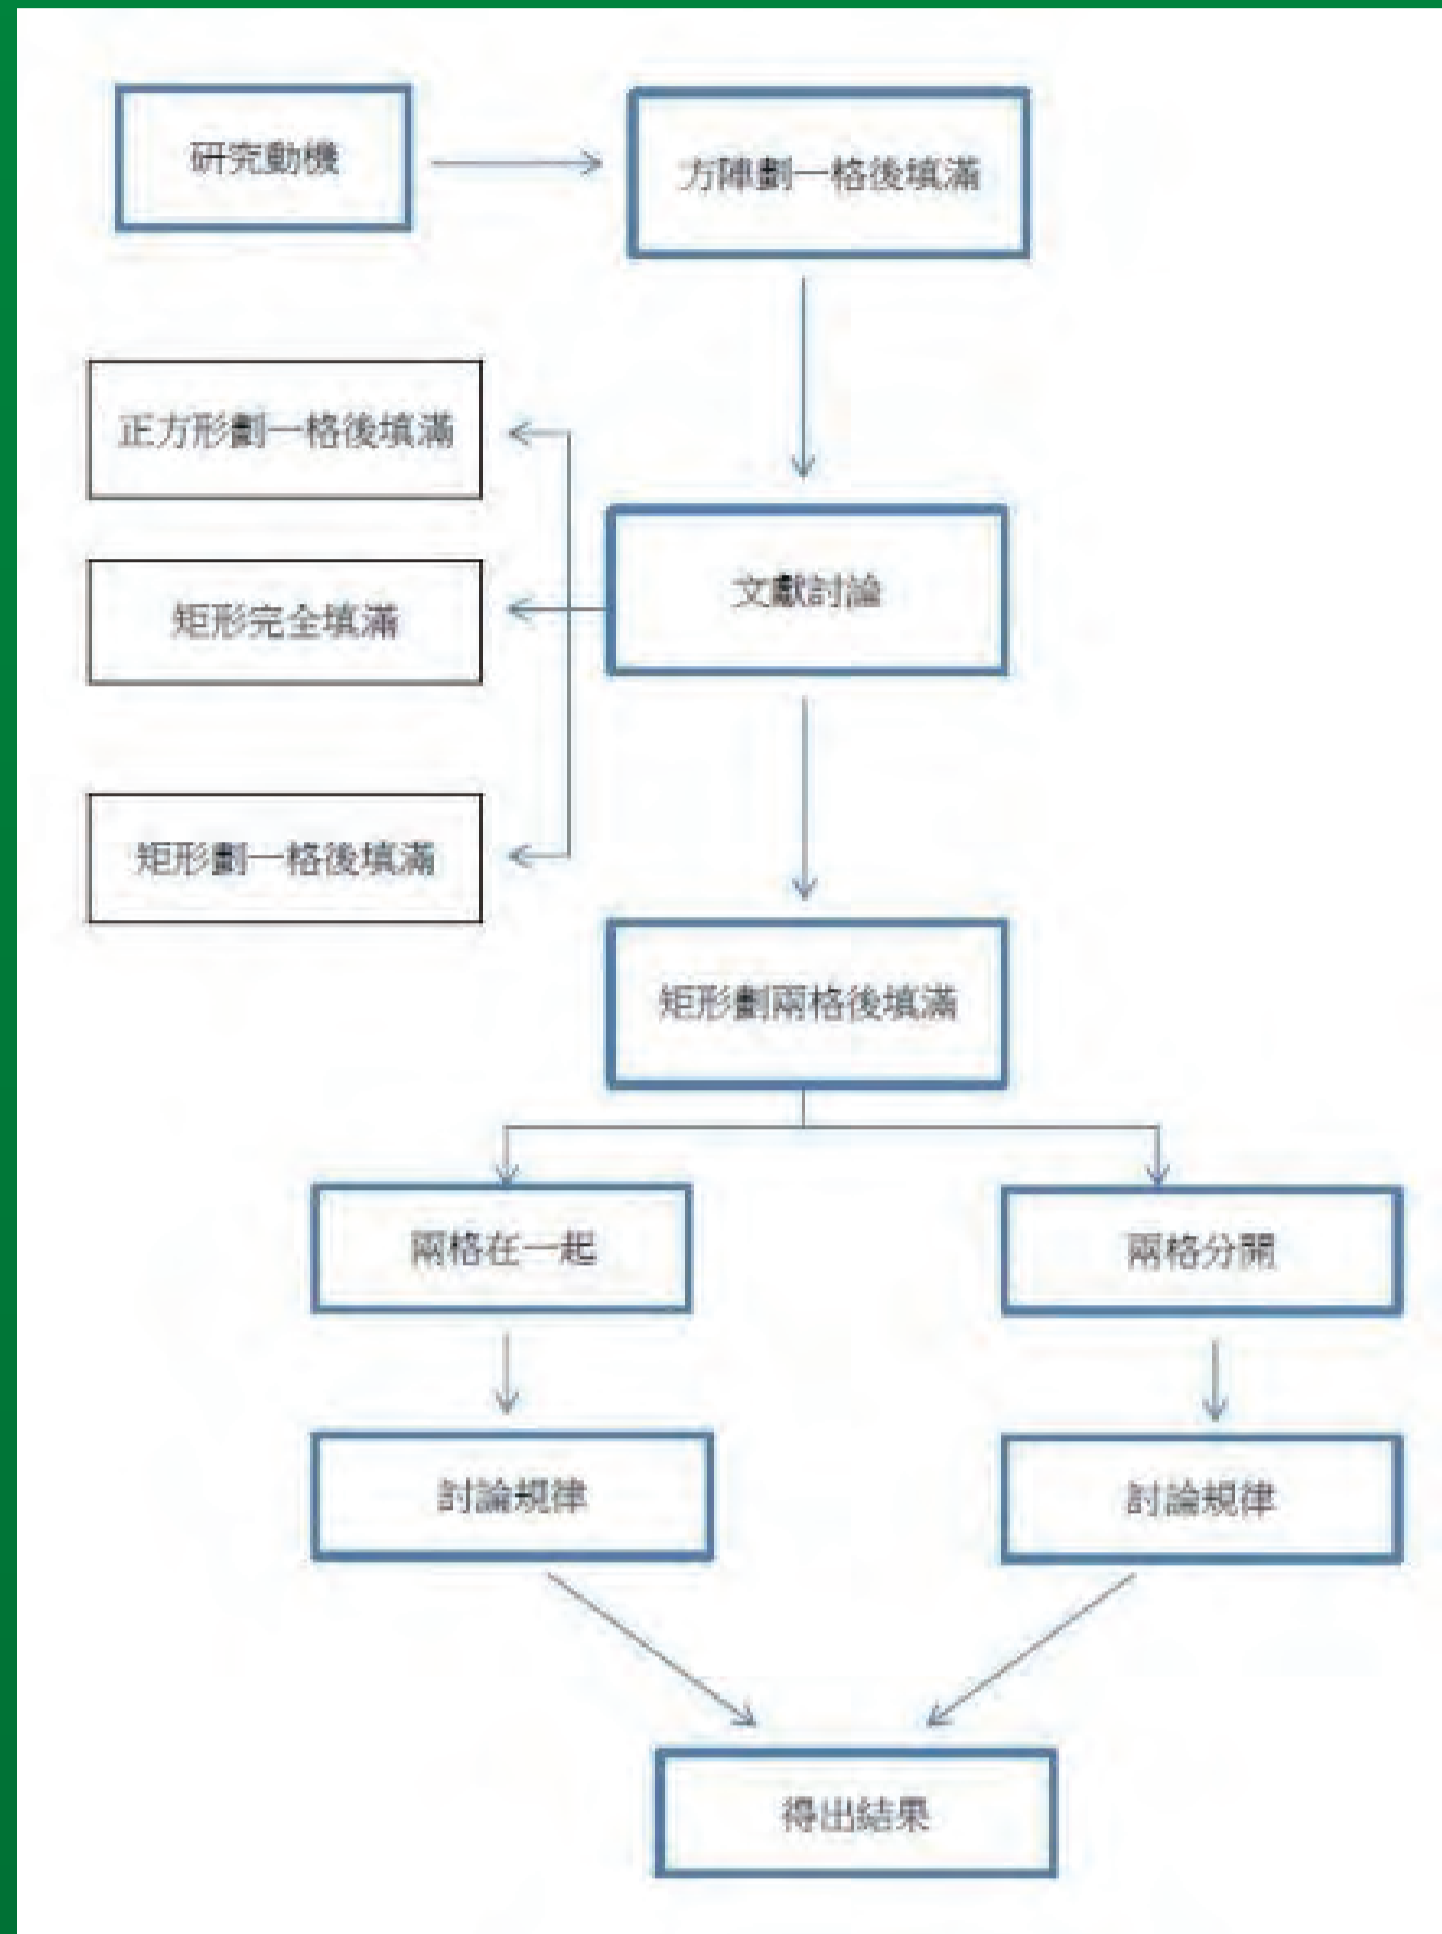 研究動機
方陣劃一格後填滿
正方形劃一格後填滿
文獻討論
矩形完全填滿
矩形劃一格後填滿
矩形劃兩格後填滿
兩格在一起
兩格分開
討論規律
討論規律
得出結果